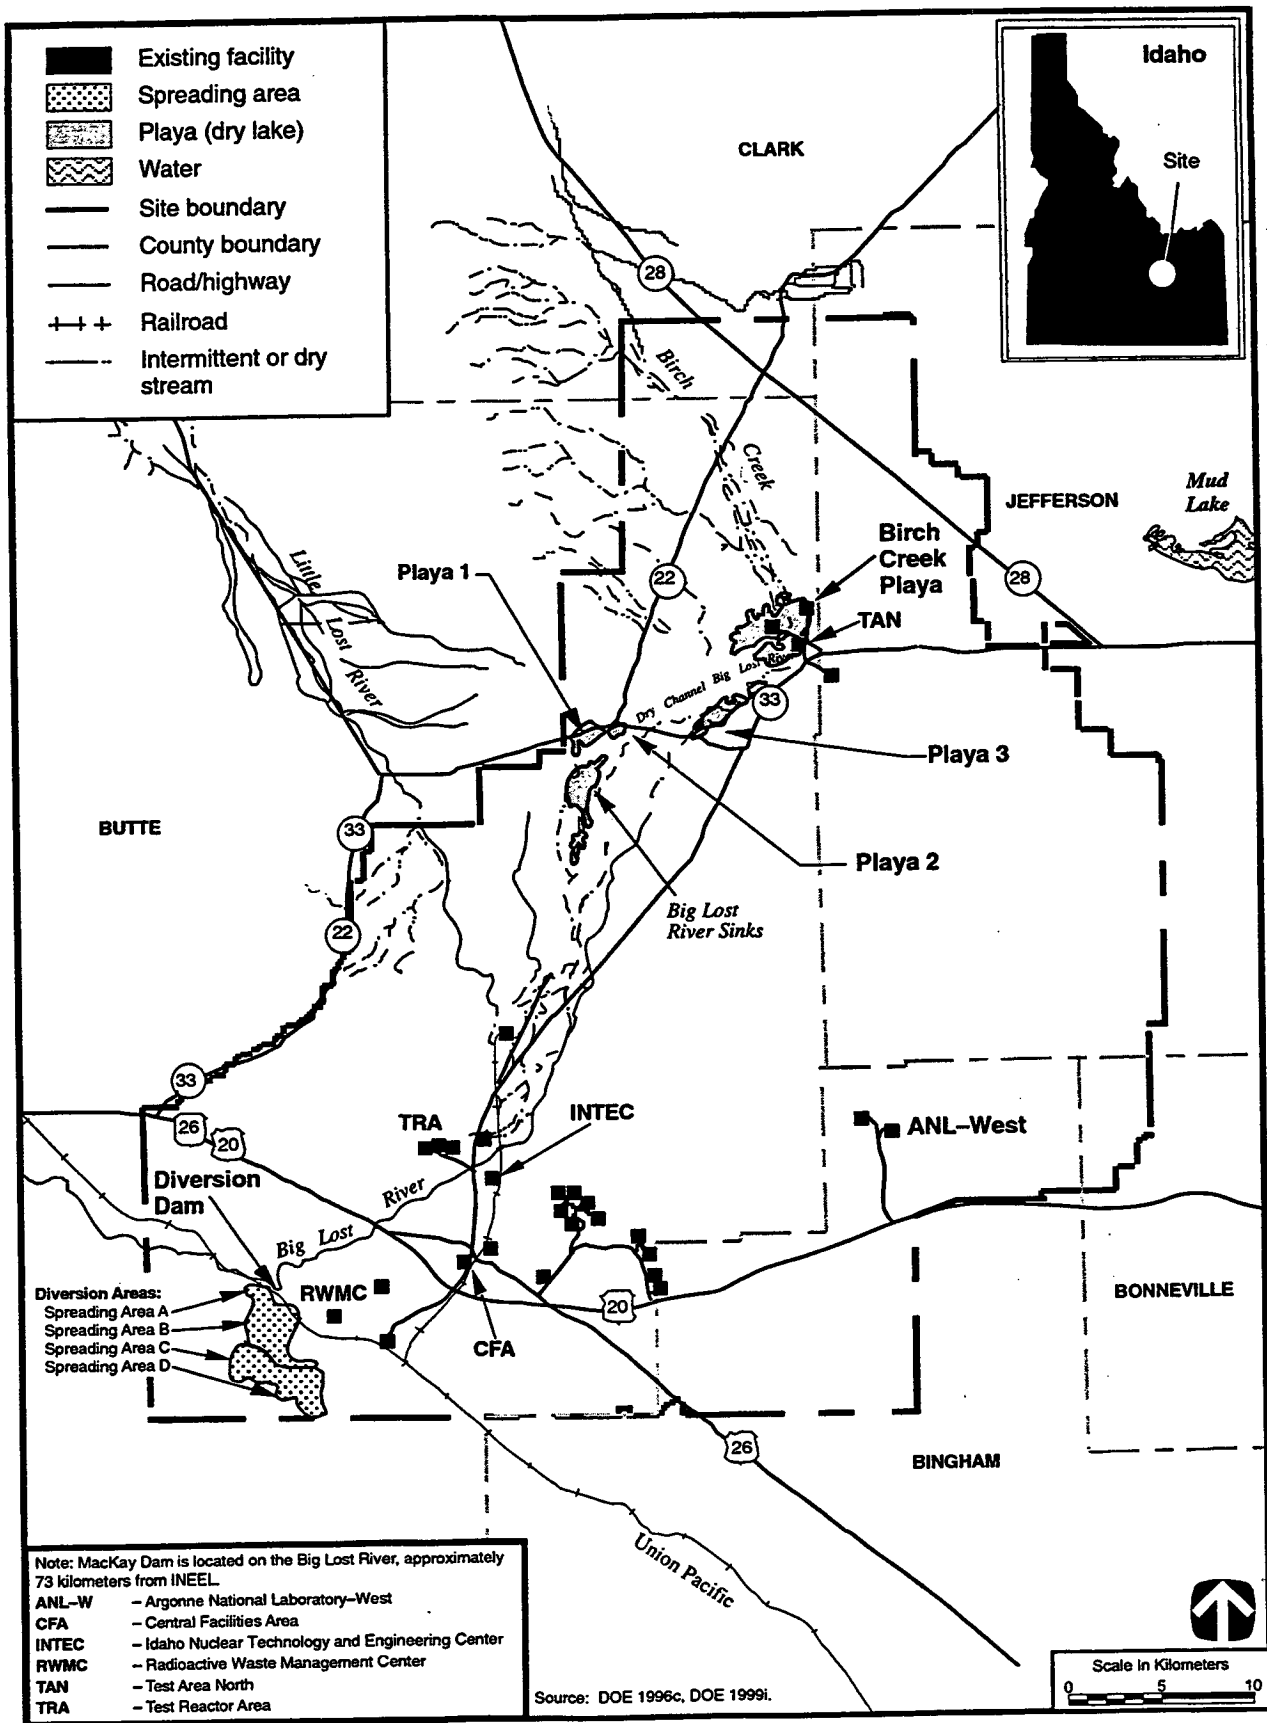 Existing facility
Spreading area
Playa (dry lake)
Water
Site boundary
County boundary
Road/highway
Railroad
Intermittent or dry
stream
Idaho
Site
CLARK
28
Birch
Creek
JEFFERSON
Mud
Lake
Birch
Creek
Playa
28
22
Playa 1
TAN
Little
Lost
River
Dry Channel Big Lost River
33
Playa 3
BUTTE
33
Playa 2
Big Lost
River Sinks
22
33
26
20
TRA
INTEC
ANL–West
Diversion
Dam
River
Big Lost
Diversion Areas:
Spreading Area A
Spreading Area B
Spreading Area C
Spreading Area D
RWMC
20
CFA
BONNEVILLE
26
BINGHAM
Union Pacific
Note: MacKay Dam is located on the Big Lost River, approximately
73 kilometers from INEEL
ANL–W – Argonne National Laboratory–West
CFA – Central Facilities Area
INTEC – Idaho Nuclear Technology and Engineering Center
RWMC – Radioactive Waste Management Center
TAN – Test Area North
TRA – Test Reactor Area
Source: DOE 1996c, DOE 1999i.
Scale In Kilometers
0 5 10